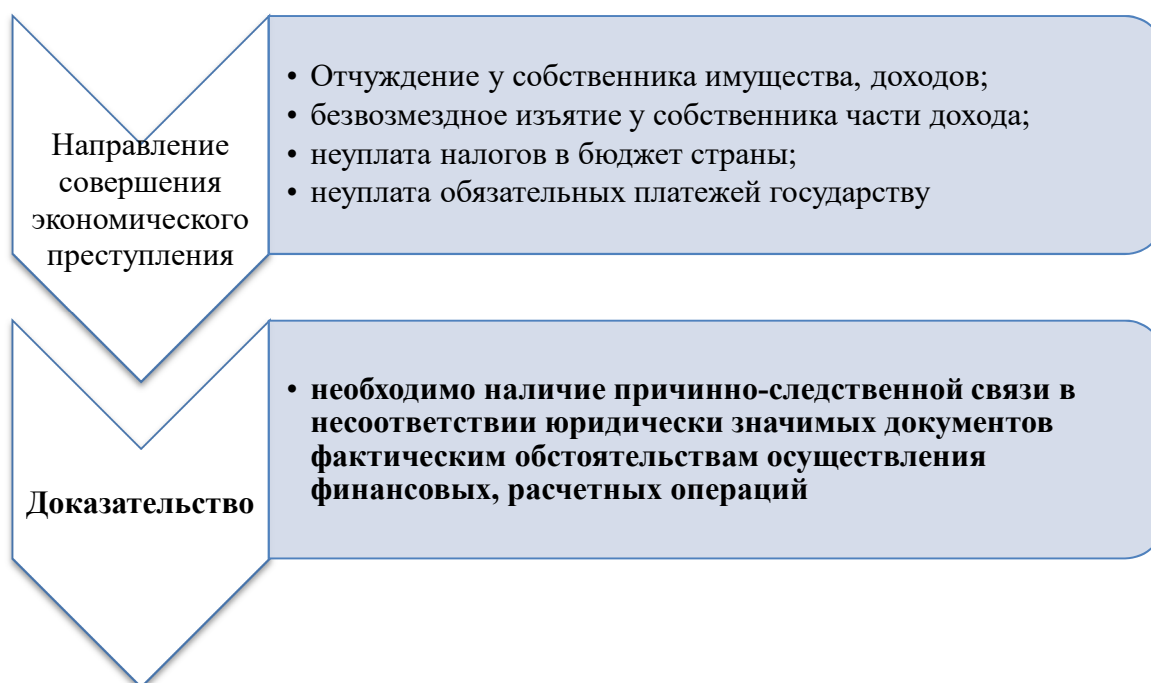 Направление
совершения
экономического
преступления
• Отчуждение у собственника имущества, доходов;
• безвозмездное изъятие у собственника части дохода;
• неуплата налогов в бюджет страны;
• неуплата обязательных платежей государству
Доказательство
• необходимо наличие причинно-следственной связи в
несоответствии юридически значимых документов
фактическим обстоятельствам осуществления
финансовых, расчетных операций